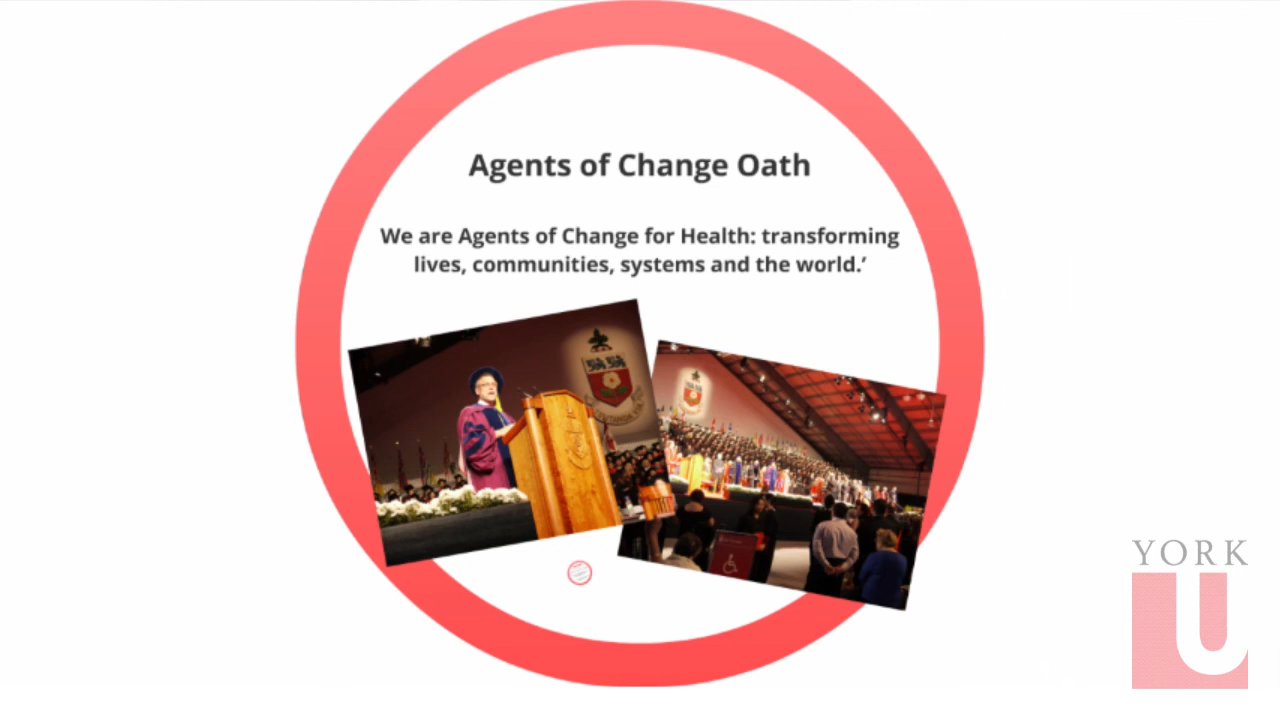 Agents of Change Oath
We are Agents of Change for Health: transforming
lives, communities, systems and the world.’
YORK
U